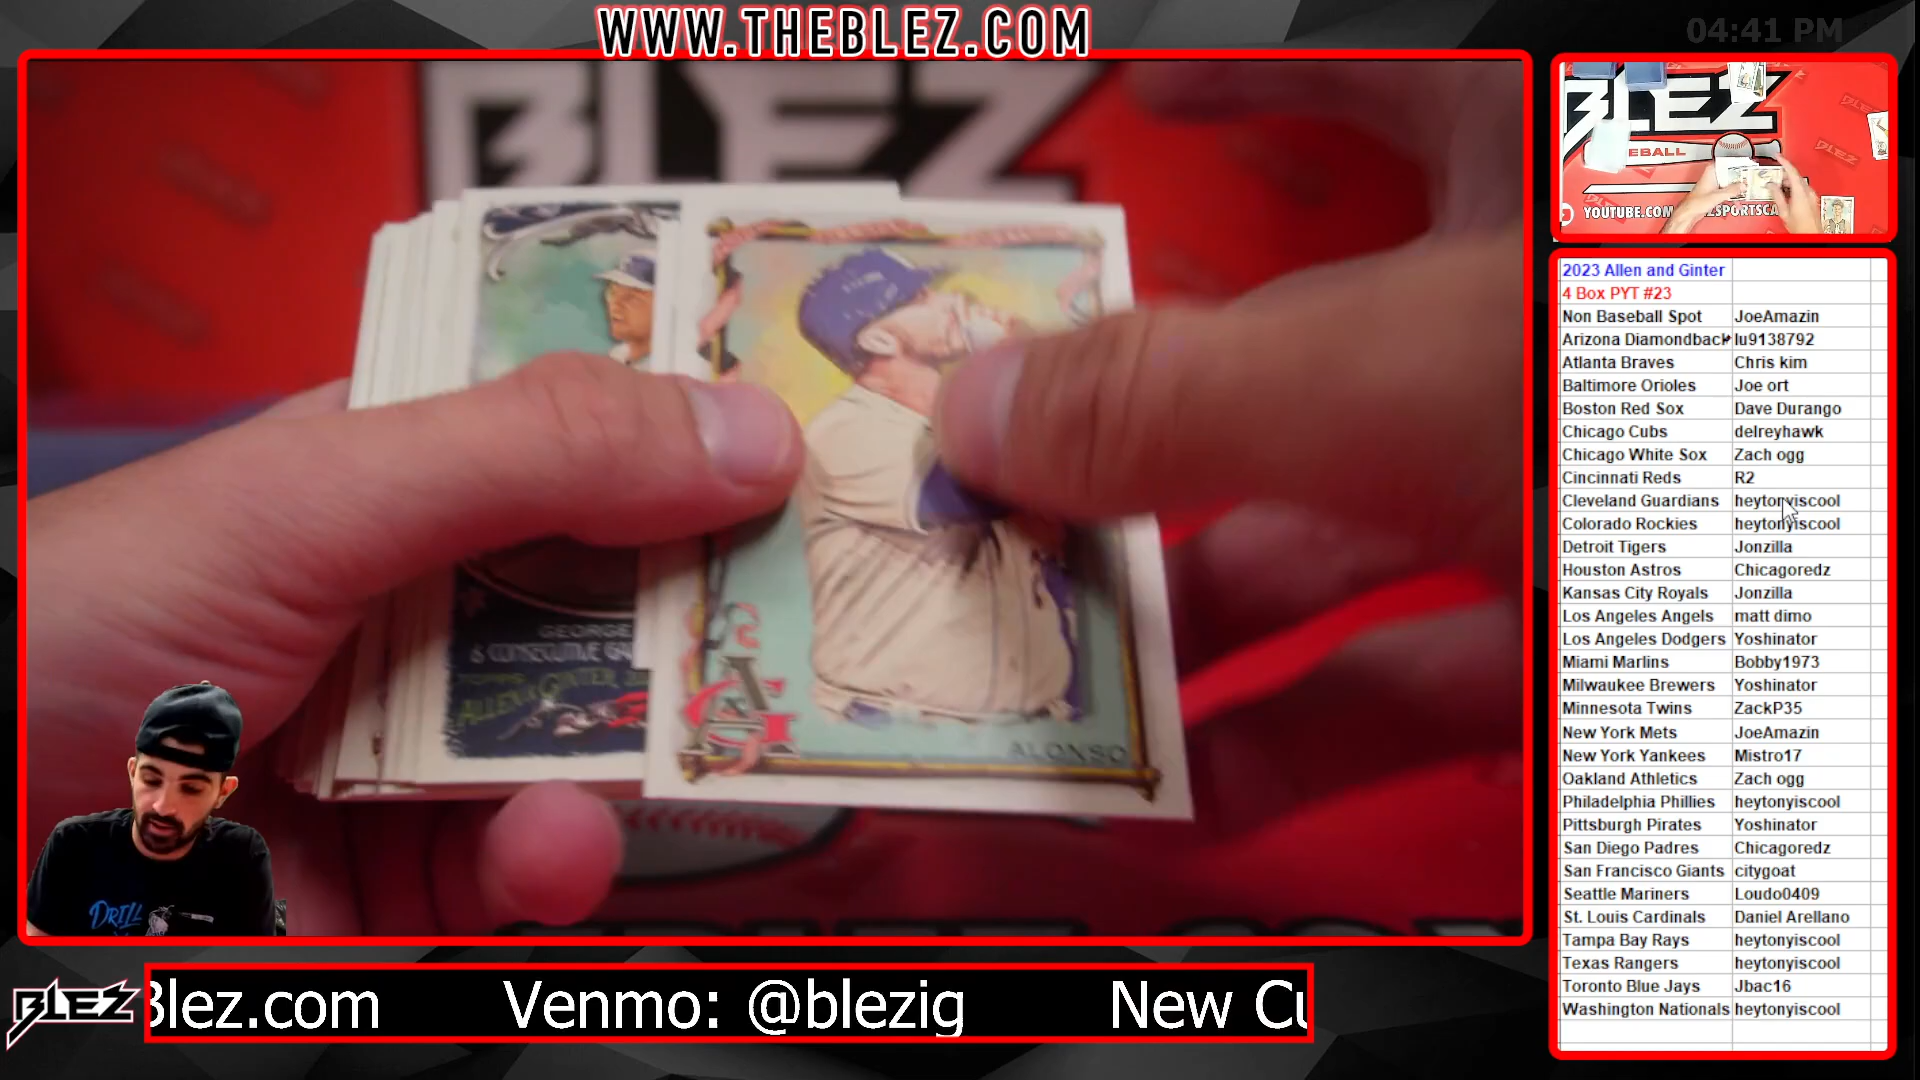 WWW.THEBLEZ.COM
04:41 PM
BLEZ
GEORGE
ALONSO
BLEZ
YOUTUBE.COM
DRILL
2023 Allen and Ginter
4 Box PYT #23
Non Baseball Spot JoeAmazin
Arizona Diamondback lu9138792
Atlanta Braves Chris kim
Baltimore Orioles Joe ort
Boston Red Sox Dave Durango
Chicago Cubs delreyhawk
Chicago White Sox Zach ogg
Cincinnati Reds R2
Cleveland Guardians heytonyiscool
Colorado Rockies heytonyiscool
Detroit Tigers Jonzilla
Houston Astros Chicagoredz
Kansas City Royals Jonzilla
Los Angeles Angels matt dimo
Los Angeles Dodgers Yoshinator
Miami Marlins Bobby1973
Milwaukee Brewers Yoshinator
Minnesota Twins ZackP35
New York Mets JoeAmazin
New York Yankees Mistro17
Oakland Athletics Zach ogg
Philadelphia Phillies heytonyiscool
Pittsburgh Pirates Yoshinator
San Diego Padres Chicagoredz
San Francisco Giants citygoat
Seattle Mariners Loudo0409
St. Louis Cardinals Daniel Arellano
Tampa Bay Rays heytonyiscool
Texas Rangers heytonyiscool
Toronto Blue Jays Jbac16
Washington Nationals heytonyiscool
BLEZ
Blez.com Venmo: @blezig New Cu